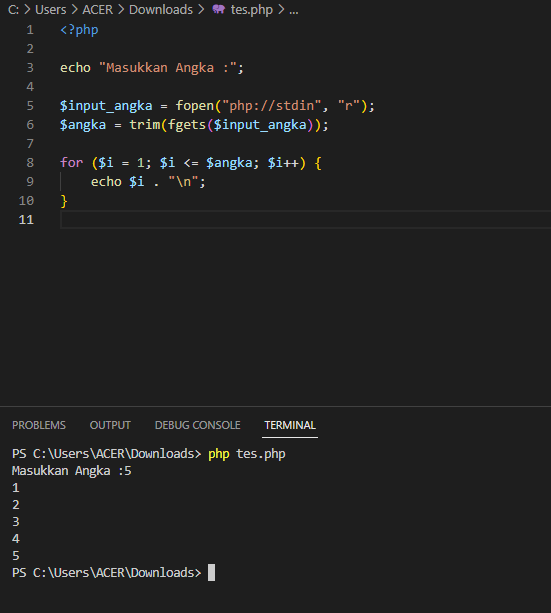 C: > Users > ACER > Downloads > tes.php > ...
1 <?php
2
3 echo "Masukkan Angka :";
4
5 $input_angka = fopen("php://stdin", "r");
6 $angka = trim(fgets($input_angka));
7
8 for ($i = 1; $i <= $angka; $i++) {
9     echo $i . "\n";
10 }
11
PROBLEMS OUTPUT DEBUG CONSOLE TERMINAL
PS C:\Users\ACER\Downloads> php tes.php
Masukkan Angka :5
1
2
3
4
5
PS C:\Users\ACER\Downloads>